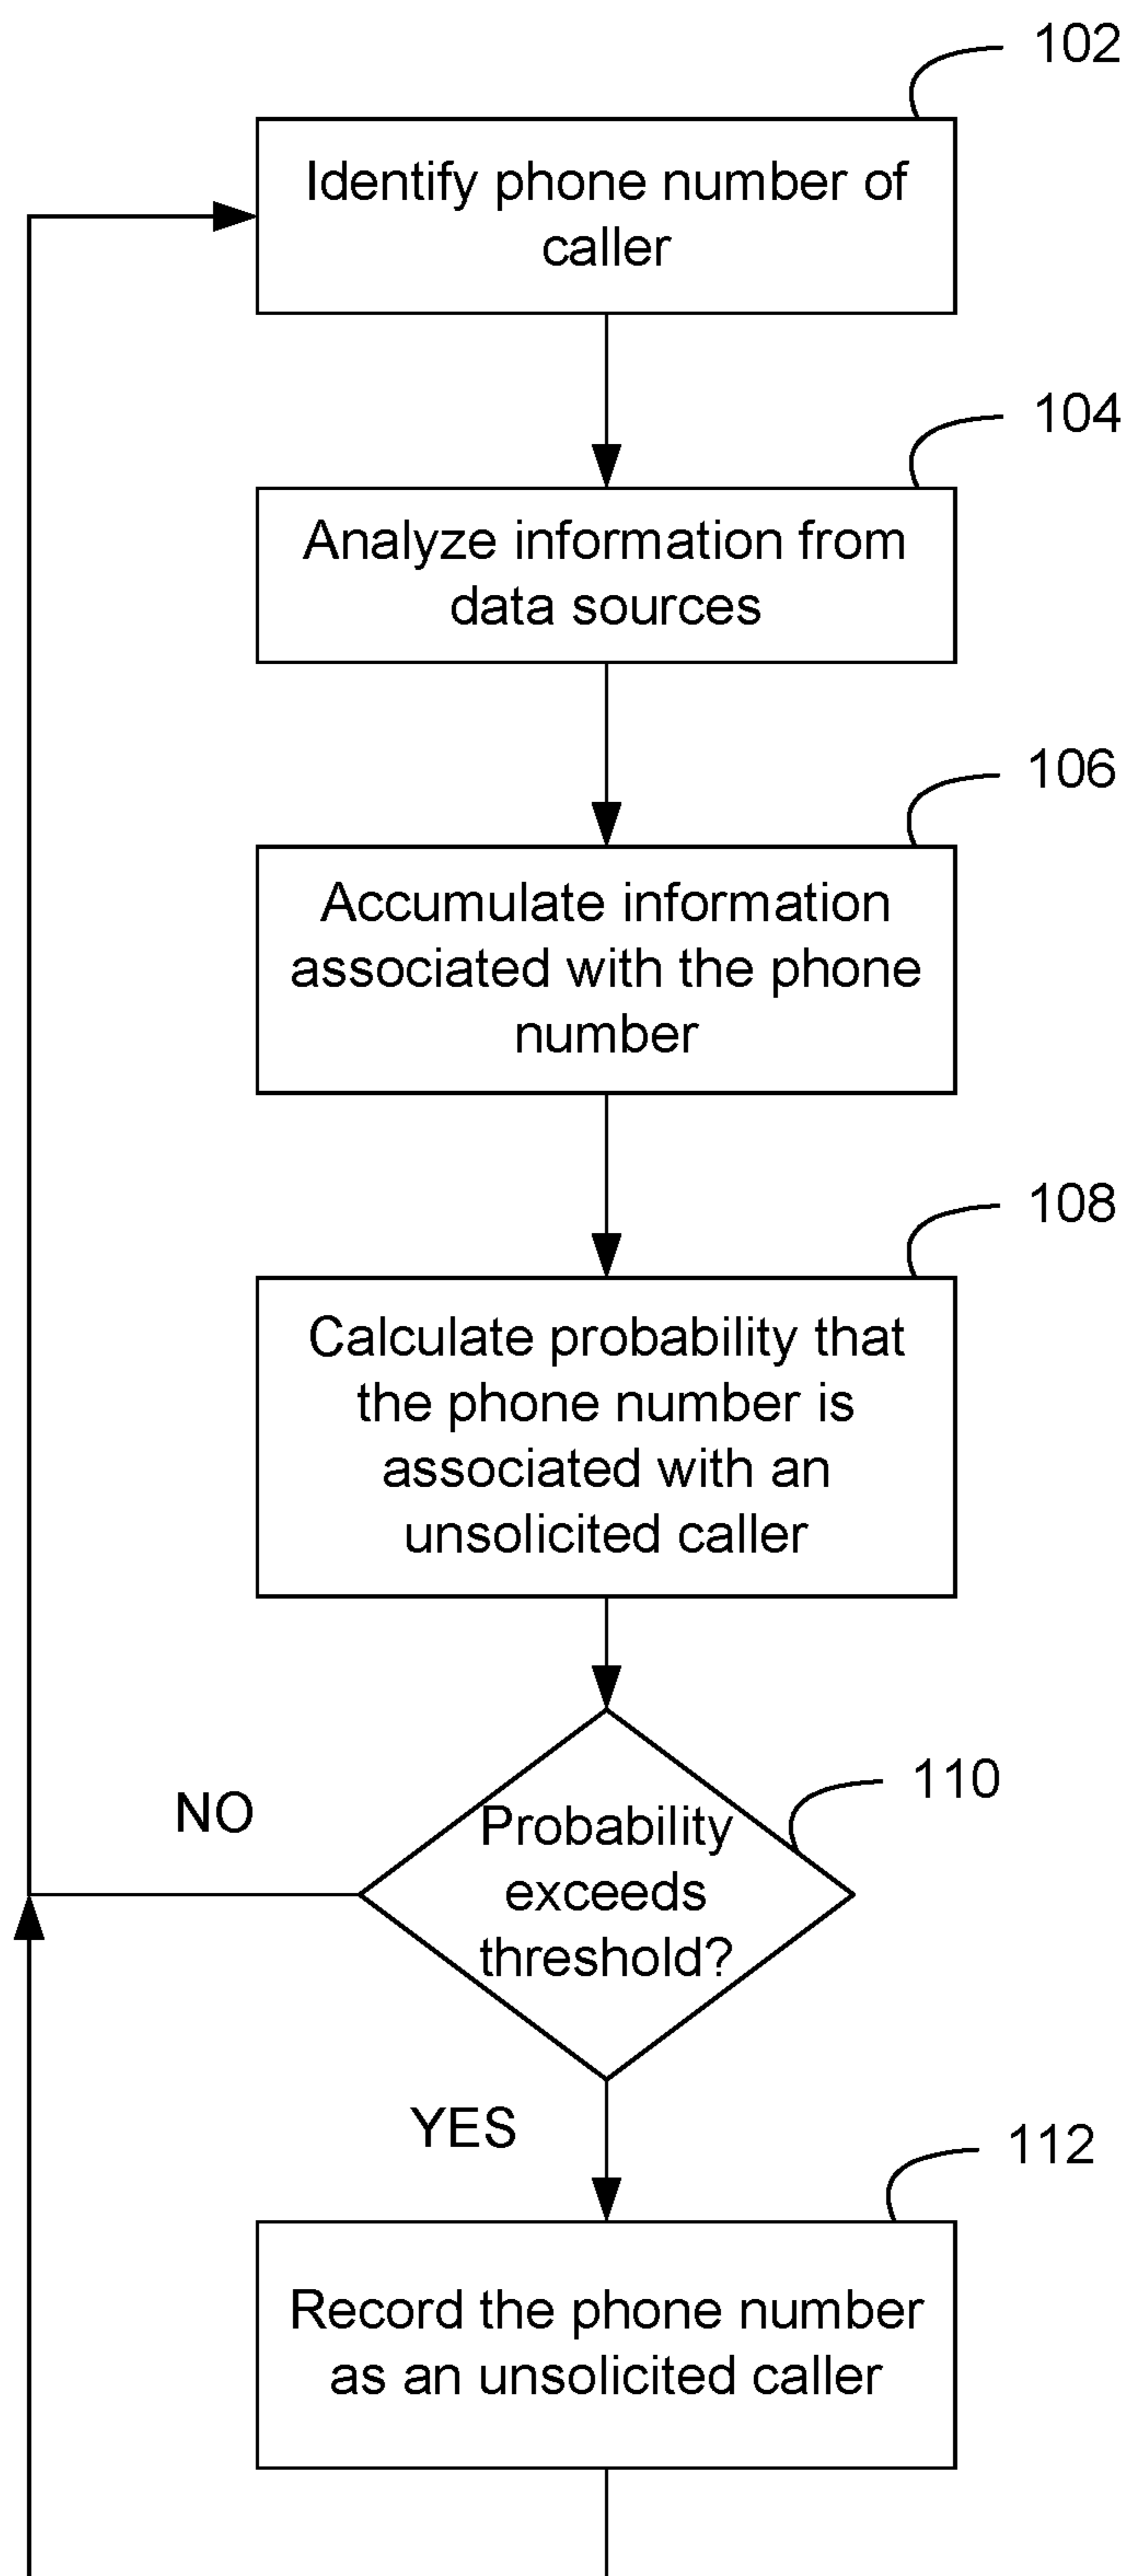 102
Identify phone number of
caller
104
Analyze information from
data sources
106
Accumulate information
associated with the phone
number
108
Calculate probability that
the phone number is
associated with an
unsolicited caller
110
NO
Probability
exceeds
threshold?
YES
112
Record the phone number
as an unsolicited caller